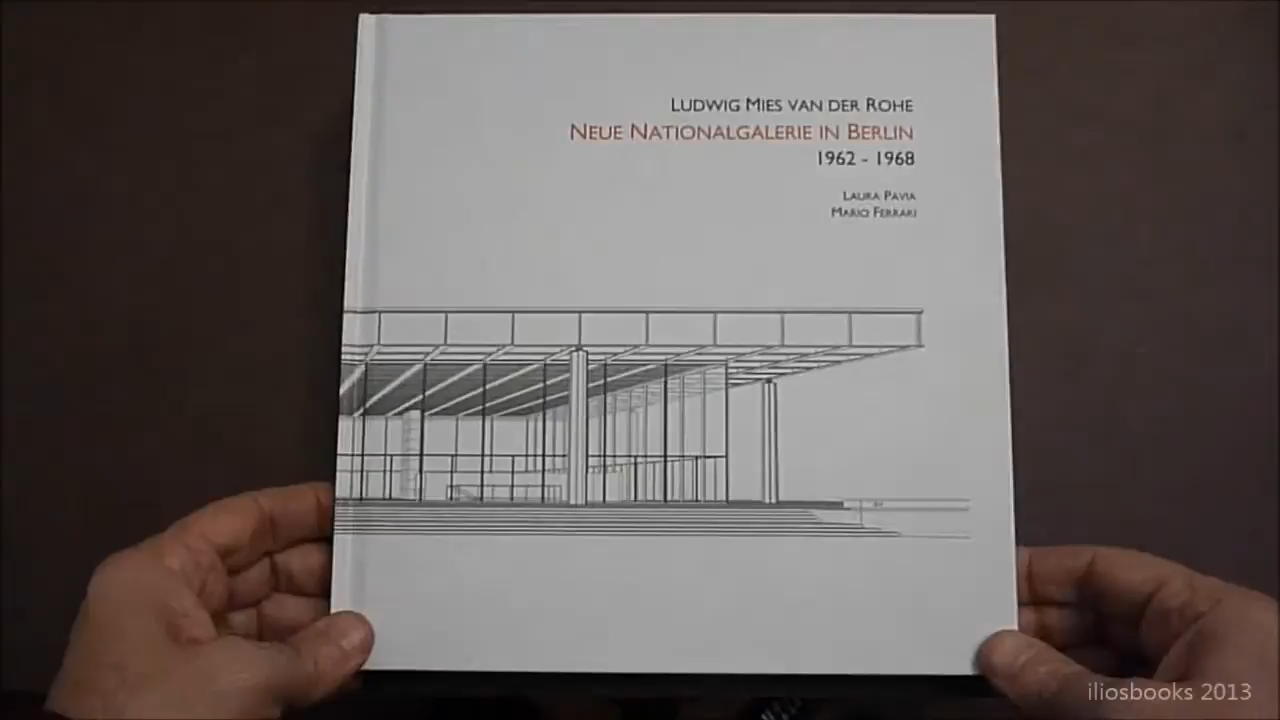 LUDWIG MIES VAN DER ROHE
NEUE NATIONALGALERIE IN BERLIN
1962 - 1968
LAURA PAVIA
MARIO FERRARI
iliosbooks 2013